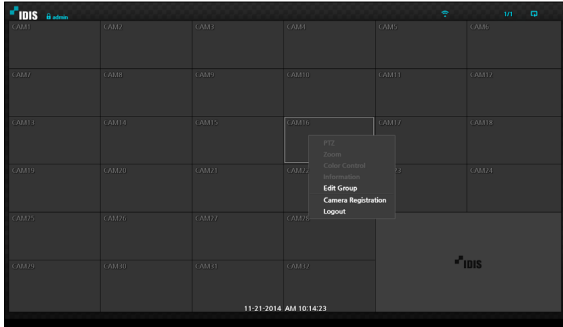 IDIS admin 1/1
CAM1 CAM2 CAM3 CAM4 CAM5 CAM6
CAM7 CAM8 CAM9 CAM10 CAM11 CAM12
CAM13 CAM14 CAM15 CAM16 CAM17 CAM18
PTZ
Zoom
Color Control
CAM19 CAM20 CAM21 CAM22 CAM24
Information
Edit Group
Camera Registration
Logout
CAM25 CAM26 CAM27 CAM28
CAM29 CAM30 CAM31 CAM32
IDIS
11-21-2014 AM 10:14:23